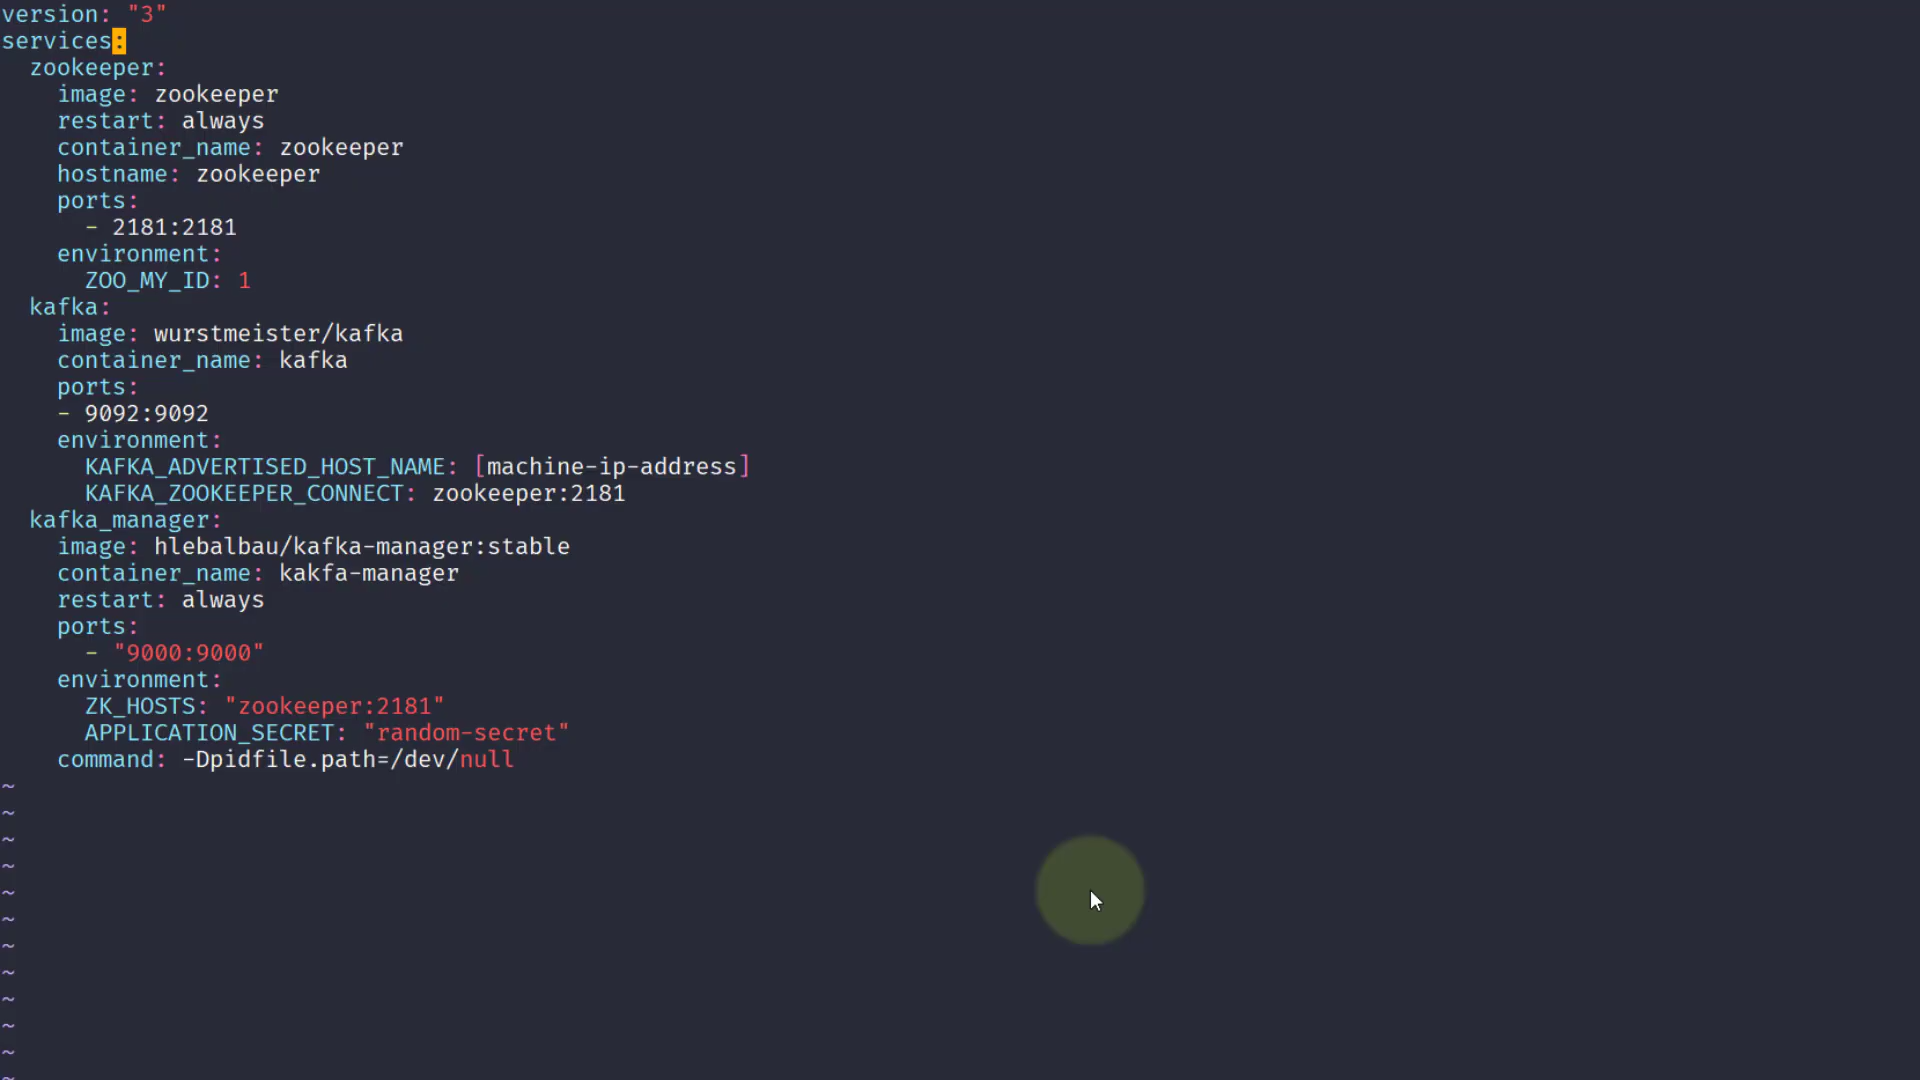 version: "3"
services:
  zookeeper:
    image: zookeeper
    restart: always
    container_name: zookeeper
    hostname: zookeeper
    ports:
      - 2181:2181
    environment:
      ZOO_MY_ID: 1
  kafka:
    image: wurstmeister/kafka
    container_name: kafka
    ports:
    - 9092:9092
    environment:
      KAFKA_ADVERTISED_HOST_NAME: [machine-ip-address]
      KAFKA_ZOOKEEPER_CONNECT: zookeeper:2181
  kafka_manager:
    image: hlebalbau/kafka-manager:stable
    container_name: kakfa-manager
    restart: always
    ports:
      - "9000:9000"
    environment:
      ZK_HOSTS: "zookeeper:2181"
      APPLICATION_SECRET: "random-secret"
    command: -Dpidfile.path=/dev/null
~
~
~
~
~
~
~
~
~
~
~
~